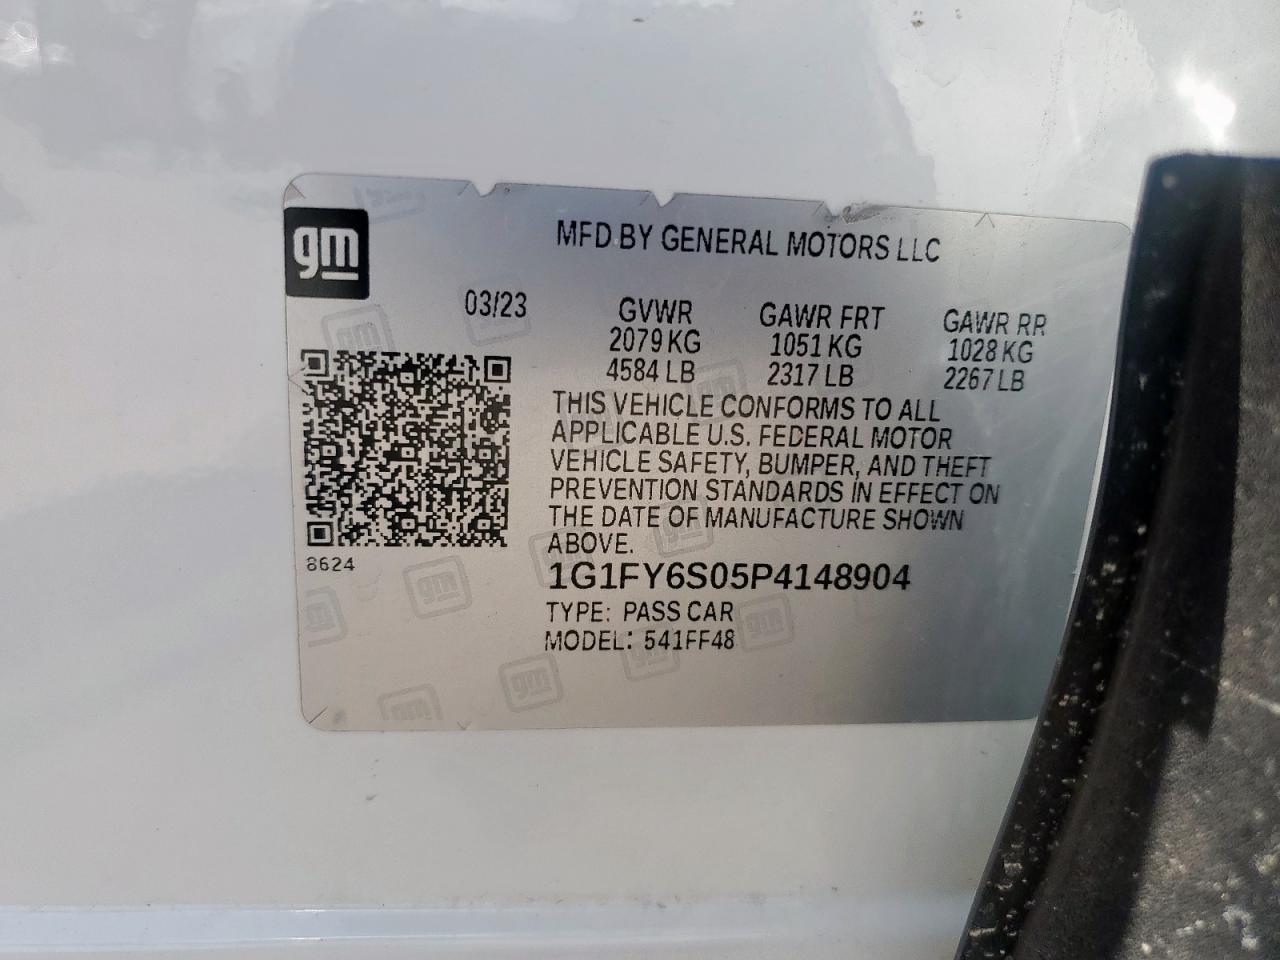 gm
MFD BY GENERAL MOTORS LLC
03/23
GVWR
2079 KG
4584 LB
GAWR FRT
1051 KG
2317 LB
GAWR RR
1028 KG
2267 LB
THIS VEHICLE CONFORMS TO ALL
APPLICABLE U.S. FEDERAL MOTOR
VEHICLE SAFETY, BUMPER, AND THEFT
PREVENTION STANDARDS IN EFFECT ON
THE DATE OF MANUFACTURE SHOWN
ABOVE.
8624
1G1FY6S05P4148904
TYPE: PASS CAR
MODEL: 541FF48